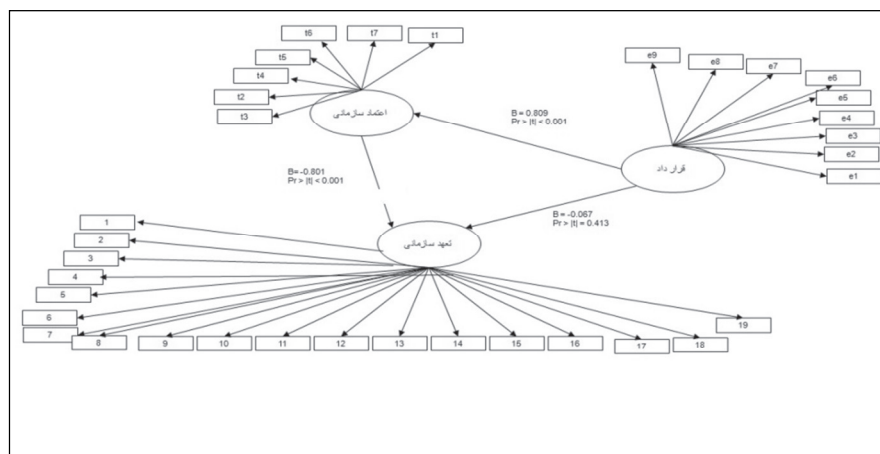 t6
t7
t1
t5
t4
t2
t3
اعتماد سازمانی
e9
e8
e7
e6
e5
e4
e3
e2
e1
قرار داد
B = 0.809
Pr > |t| < 0.001
B= -0.801
Pr > |t| < 0.001
B = -0.067
Pr > |t| = 0.413
تعهد سازمانی
1
2
3
4
5
6
7
8
9
10
11
12
13
14
15
16
17
18
19